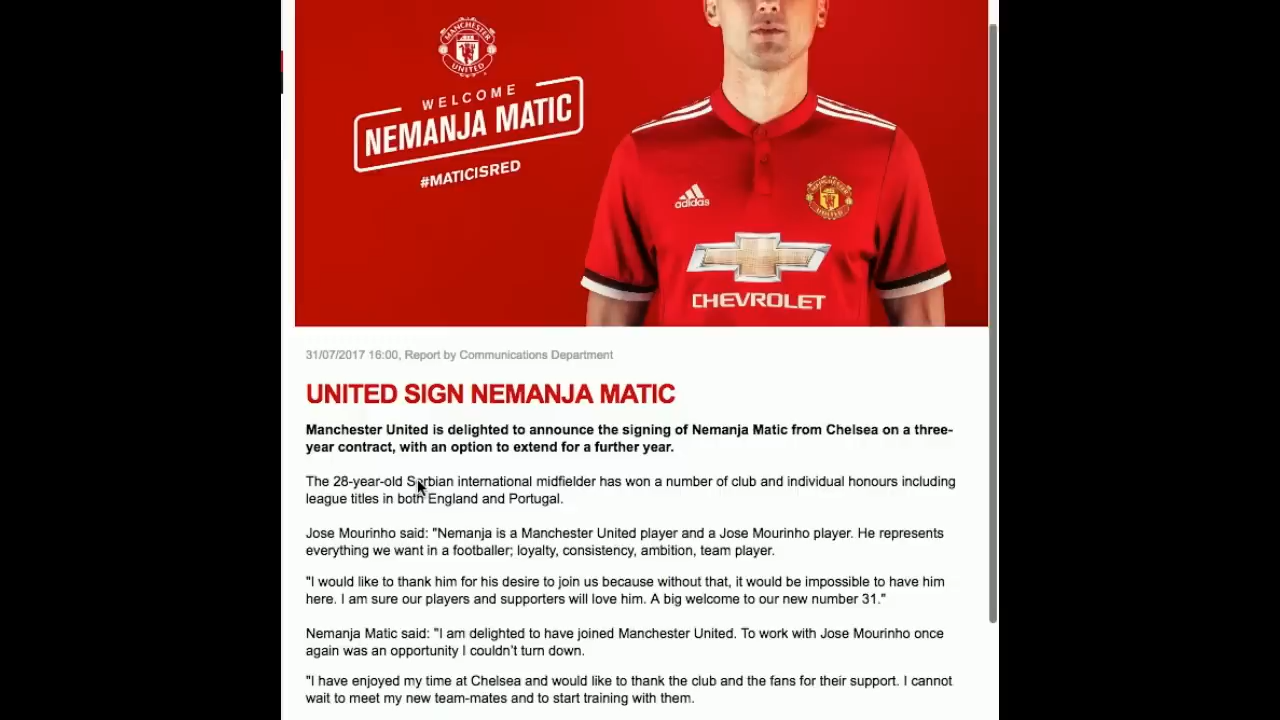 MANCHESTER
UNITED
WELCOME
NEMANJA MATIC
#MATICISRED
adidas
MANCHESTER
UNITED
CHEVROLET
31/07/2017 16:00, Report by Communications Department
UNITED SIGN NEMANJA MATIC
Manchester United is delighted to announce the signing of Nemanja Matic from Chelsea on a three-
year contract, with an option to extend for a further year.
The 28-year-old Serbian international midfielder has won a number of club and individual honours including
league titles in both England and Portugal.
Jose Mourinho said: "Nemanja is a Manchester United player and a Jose Mourinho player. He represents
everything we want in a footballer; loyalty, consistency, ambition, team player.
"I would like to thank him for his desire to join us because without that, it would be impossible to have him
here. I am sure our players and supporters will love him. A big welcome to our new number 31."
Nemanja Matic said: "I am delighted to have joined Manchester United. To work with Jose Mourinho once
again was an opportunity I couldn't turn down.
"I have enjoyed my time at Chelsea and would like to thank the club and the fans for their support. I cannot
wait to meet my new team-mates and to start training with them.